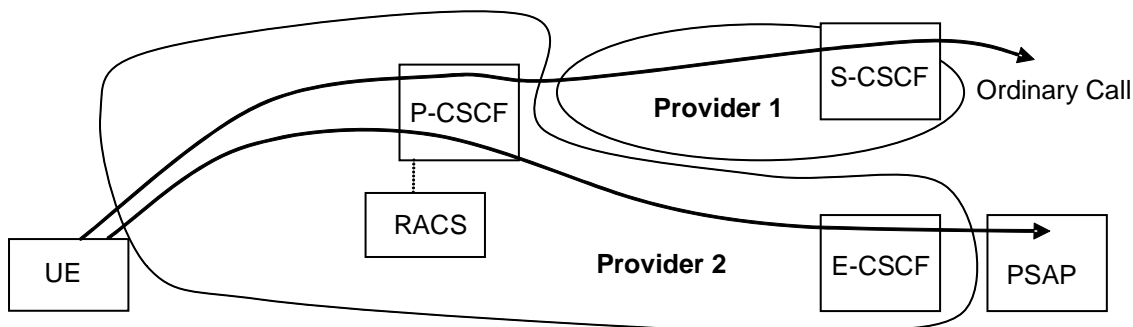 S-CSCF
Ordinary Call
P-CSCF
Provider 1
RACS
UE
Provider 2
E-CSCF
PSAP